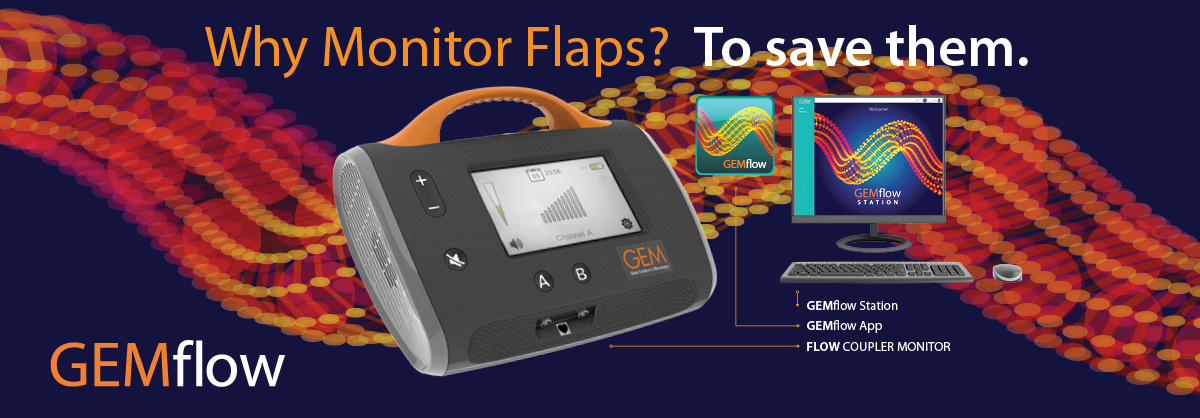 Why Monitor Flaps? To save them.
05 23:56
Channel A
GEM
A B
GEMflow
Welcome!
GEMflow
STATION
GEMflow Station
GEMflow App
FLOW COUPLER MONITOR
GEMflow